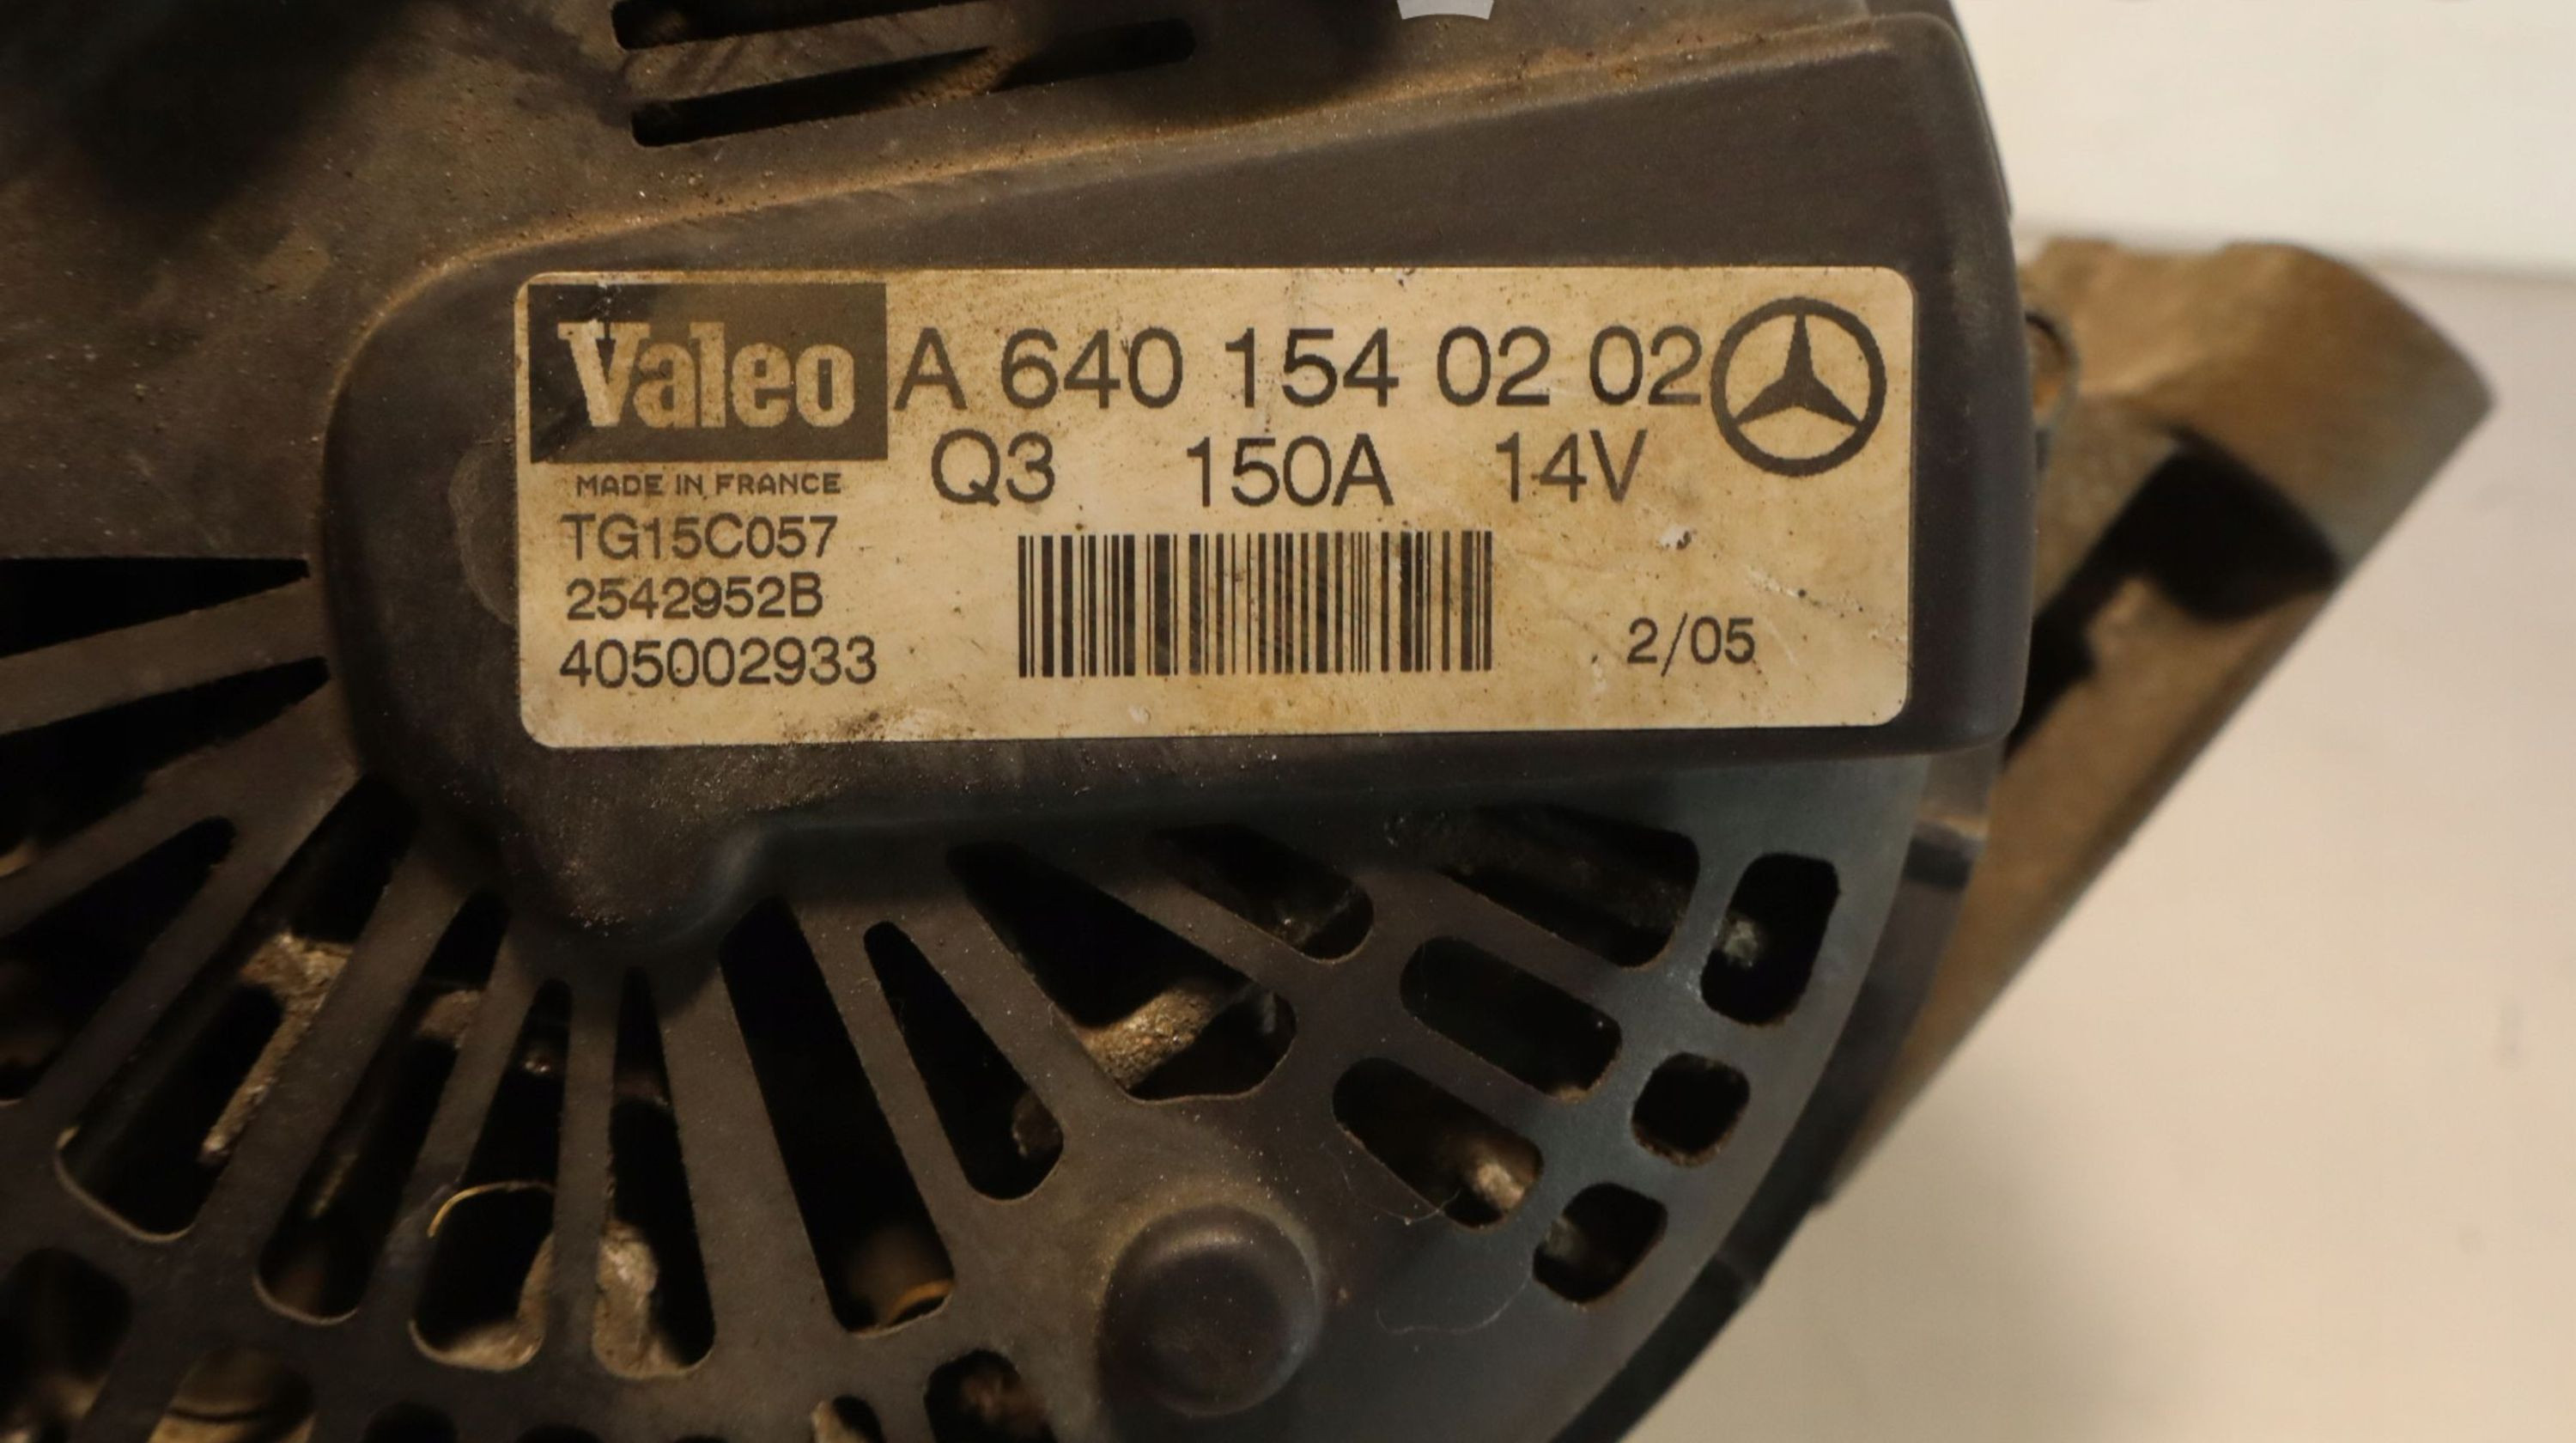 Valeo A 640 154 02 02
MADE IN FRANCE Q3 150A 14V
TG15C057
2542952B
405002933 2/05